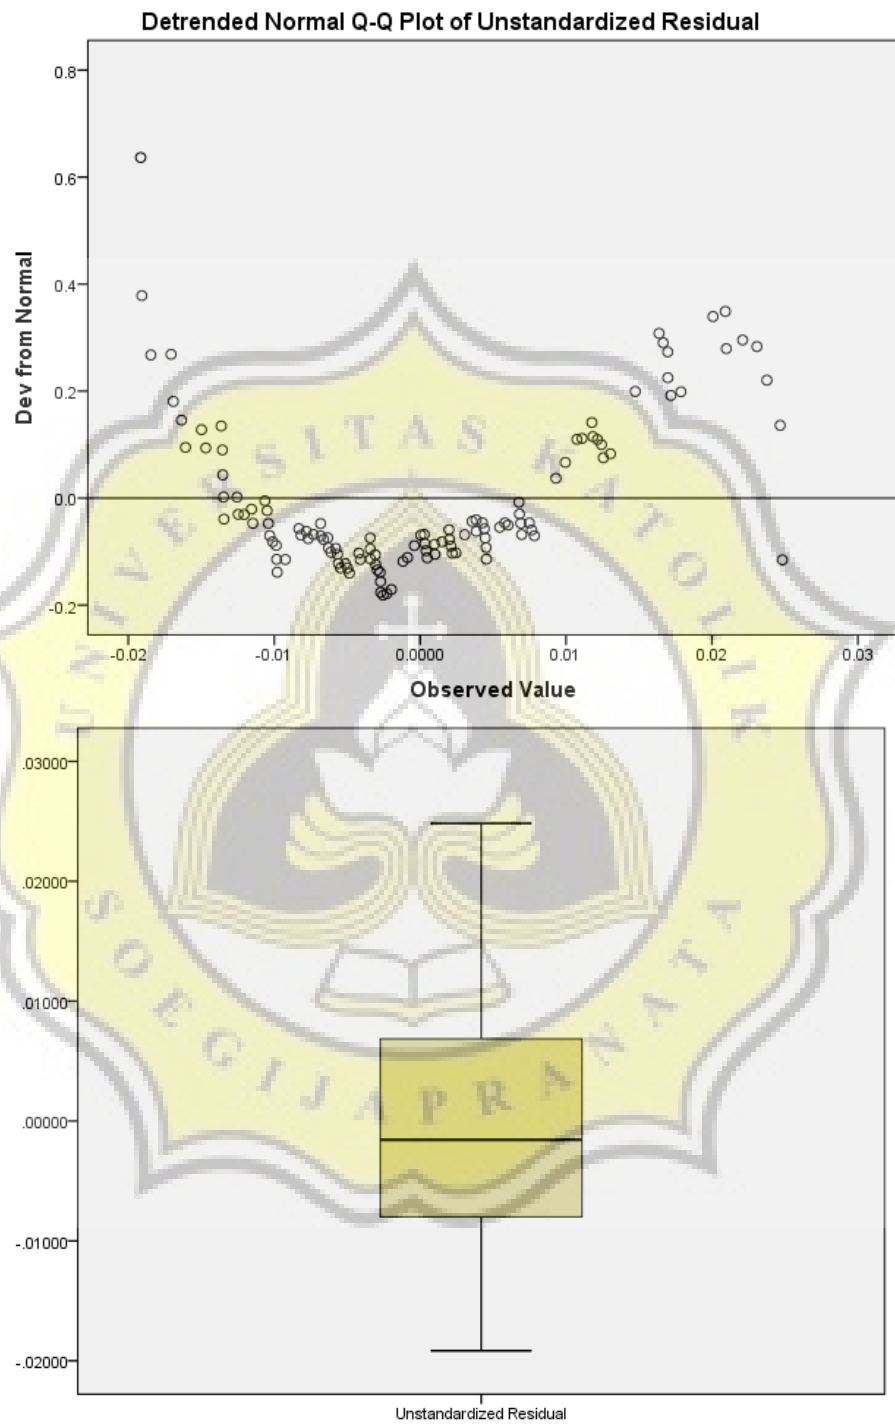 Detrended Normal Q-Q Plot of Unstandardized Residual
Dev from Normal
0.8
0.6
0.4
0.2
0.0
-0.2
-0.02 -0.01 0.0000 0.01 0.02 0.03
Observed Value
UNIVERSITAS KATOLIK
SOEGIJAPRANATA
.03000
.02000
.01000
.00000
-.01000
-.02000
Unstandardized Residual